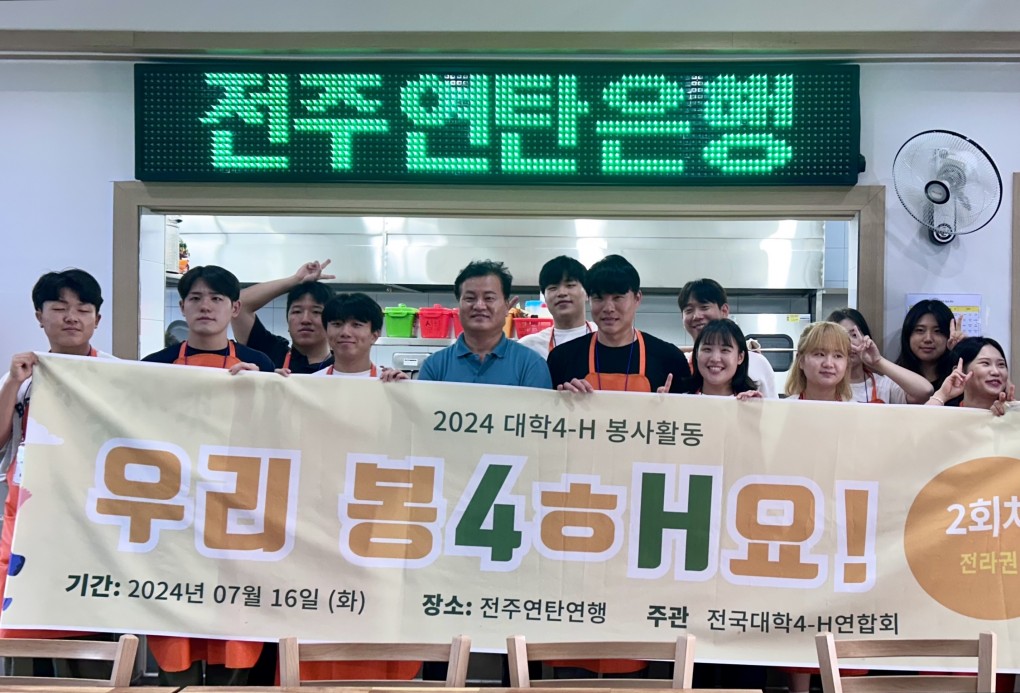 전주연탄은행
2024 대학4-H 봉사활동
우리 봉4ㅎH요!
2회차
전라권
기간: 2024년 07월 16일 (화)
장소: 전주연탄연행
주관 전국대학4-H연합회